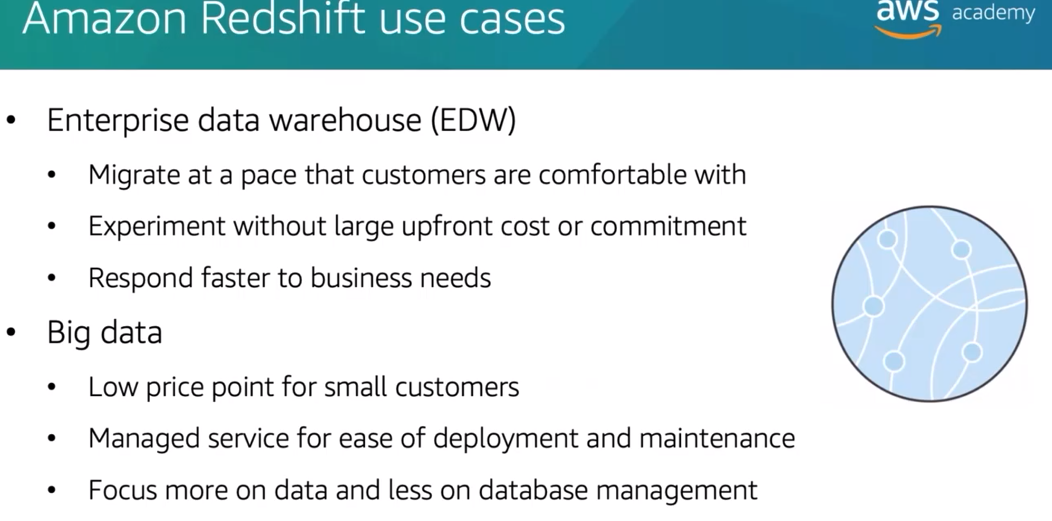 Amazon Redshift use cases
aws academy
• Enterprise data warehouse (EDW)
• Migrate at a pace that customers are comfortable with
• Experiment without large upfront cost or commitment
• Respond faster to business needs
• Big data
• Low price point for small customers
• Managed service for ease of deployment and maintenance
• Focus more on data and less on database management